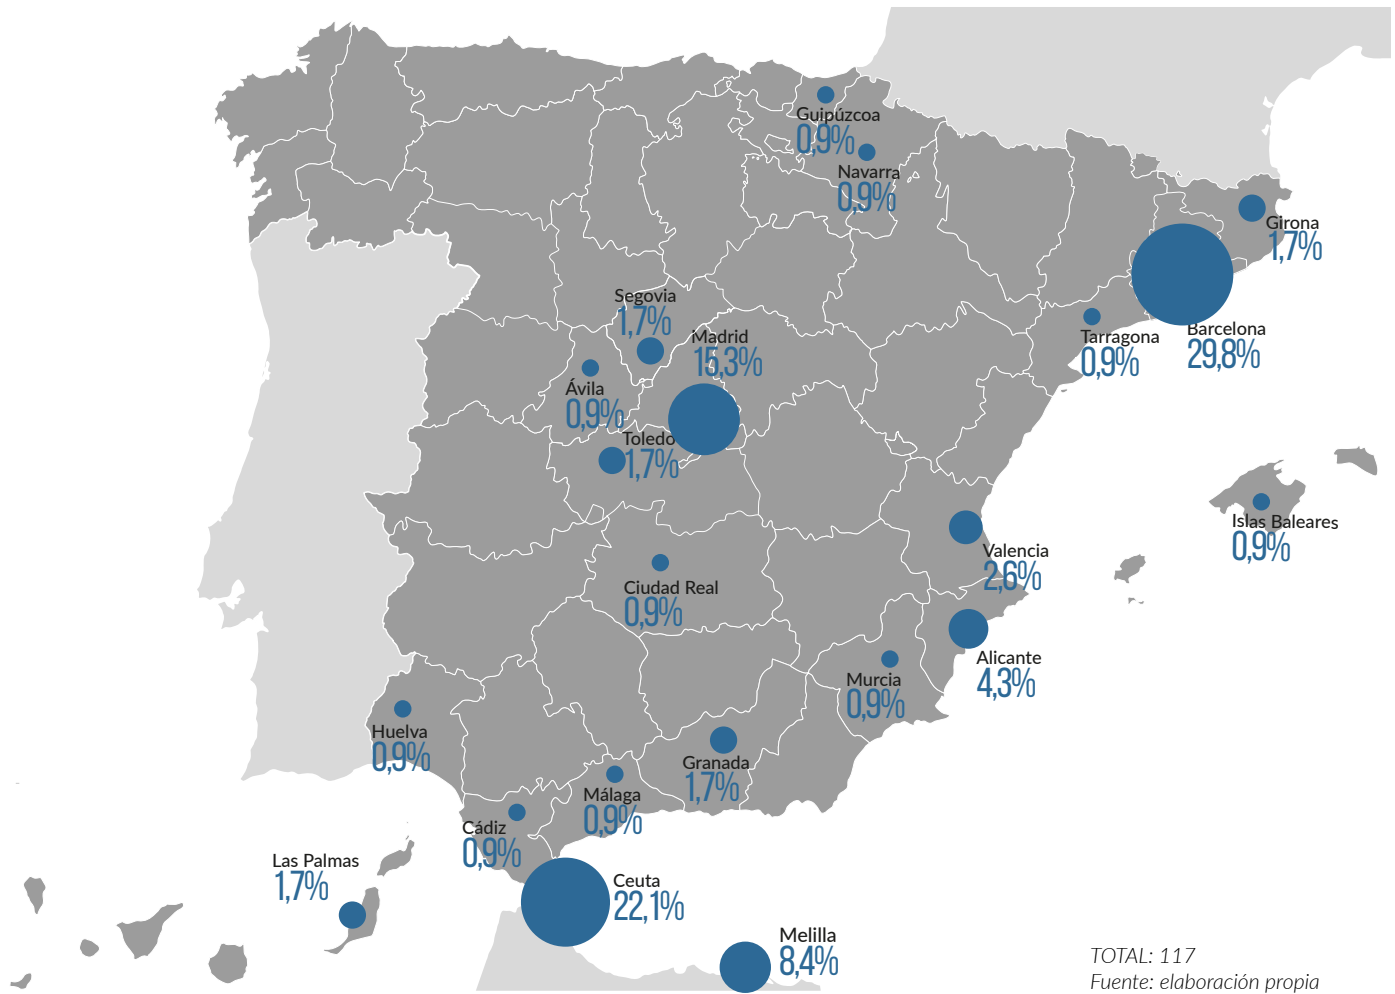 Guipúzcoa
0,9%
Navarra
0,9%
Girona
1,7%
Segovia
1,7%
Madrid
15,3%
Tarragona
0,9%
Barcelona
29,8%
Ávila
0,9%
Toledo
1,7%
Islas Baleares
0,9%
Valencia
2,6%
Ciudad Real
0,9%
Alicante
4,3%
Murcia
0,9%
Huelva
0,9%
Granada
1,7%
Málaga
0,9%
Cádiz
0,9%
Las Palmas
1,7%
Ceuta
22,1%
Melilla
8,4%
TOTAL: 117
Fuente: elaboración propia